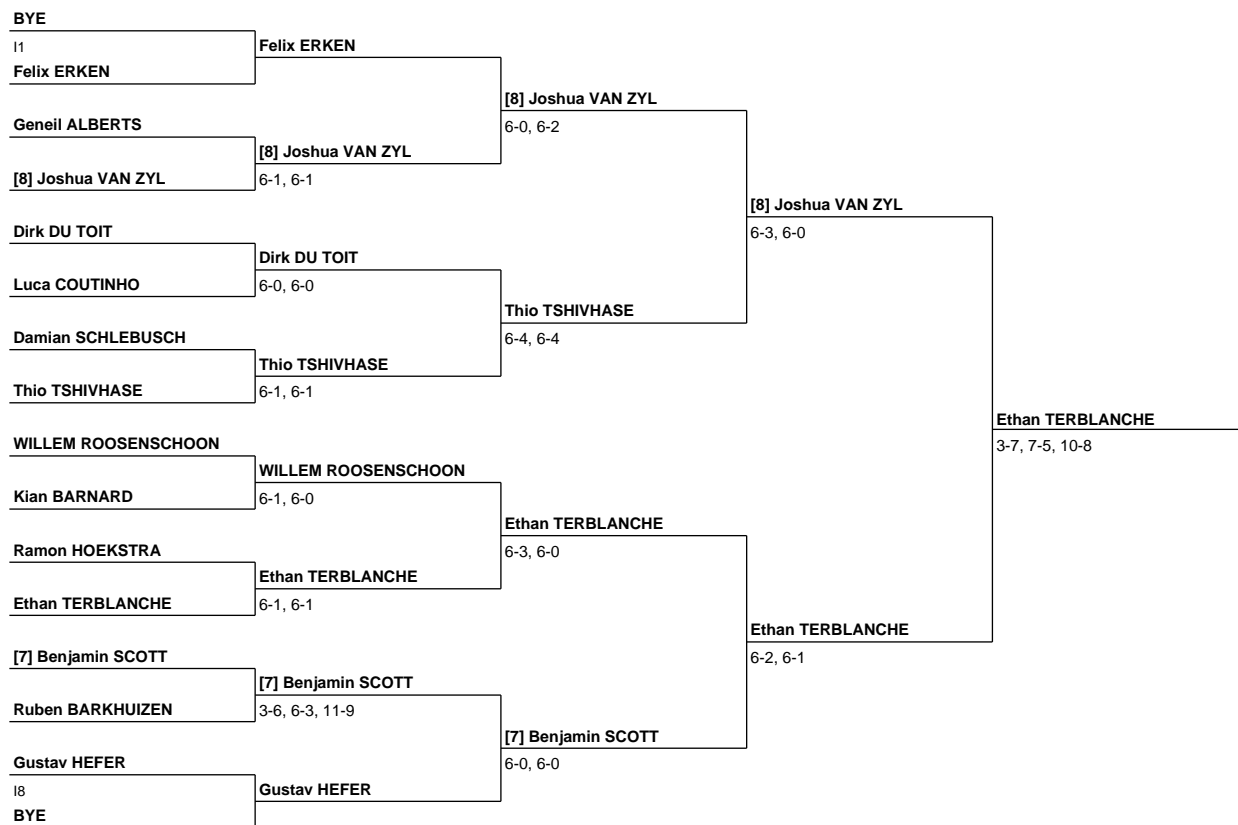 BYE
I1
Felix ERKEN
Felix ERKEN
[8] Joshua VAN ZYL
Geneil ALBERTS
6-0, 6-2
[8] Joshua VAN ZYL
[8] Joshua VAN ZYL
6-1, 6-1
[8] Joshua VAN ZYL
Dirk DU TOIT
6-3, 6-0
Dirk DU TOIT
Luca COUTINHO
6-0, 6-0
Thio TSHIVHASE
Damian SCHLEBUSCH
6-4, 6-4
Thio TSHIVHASE
Thio TSHIVHASE
6-1, 6-1
Ethan TERBLANCHE
WILLEM ROOSENSCHOON
3-7, 7-5, 10-8
WILLEM ROOSENSCHOON
Kian BARNARD
6-1, 6-0
Ethan TERBLANCHE
Ramon HOEKSTRA
6-3, 6-0
Ethan TERBLANCHE
Ethan TERBLANCHE
6-1, 6-1
Ethan TERBLANCHE
[7] Benjamin SCOTT
6-2, 6-1
[7] Benjamin SCOTT
Ruben BARKHUIZEN
3-6, 6-3, 11-9
[7] Benjamin SCOTT
Gustav HEFER
6-0, 6-0
I8
Gustav HEFER
BYE